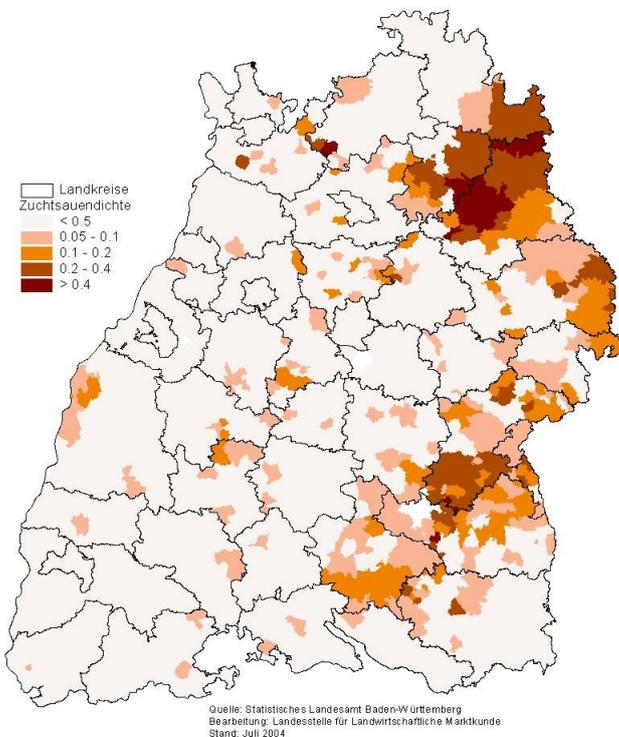 Landkreise
Zuchtsauendichte
< 0.5
0.05 - 0.1
0.1 - 0.2
0.2 - 0.4
> 0.4
Quelle: Statistisches Landesamt Baden-Württemberg
Bearbeitung: Landesstelle für Landwirtschaftliche Marktkunde
Stand: Juli 2004